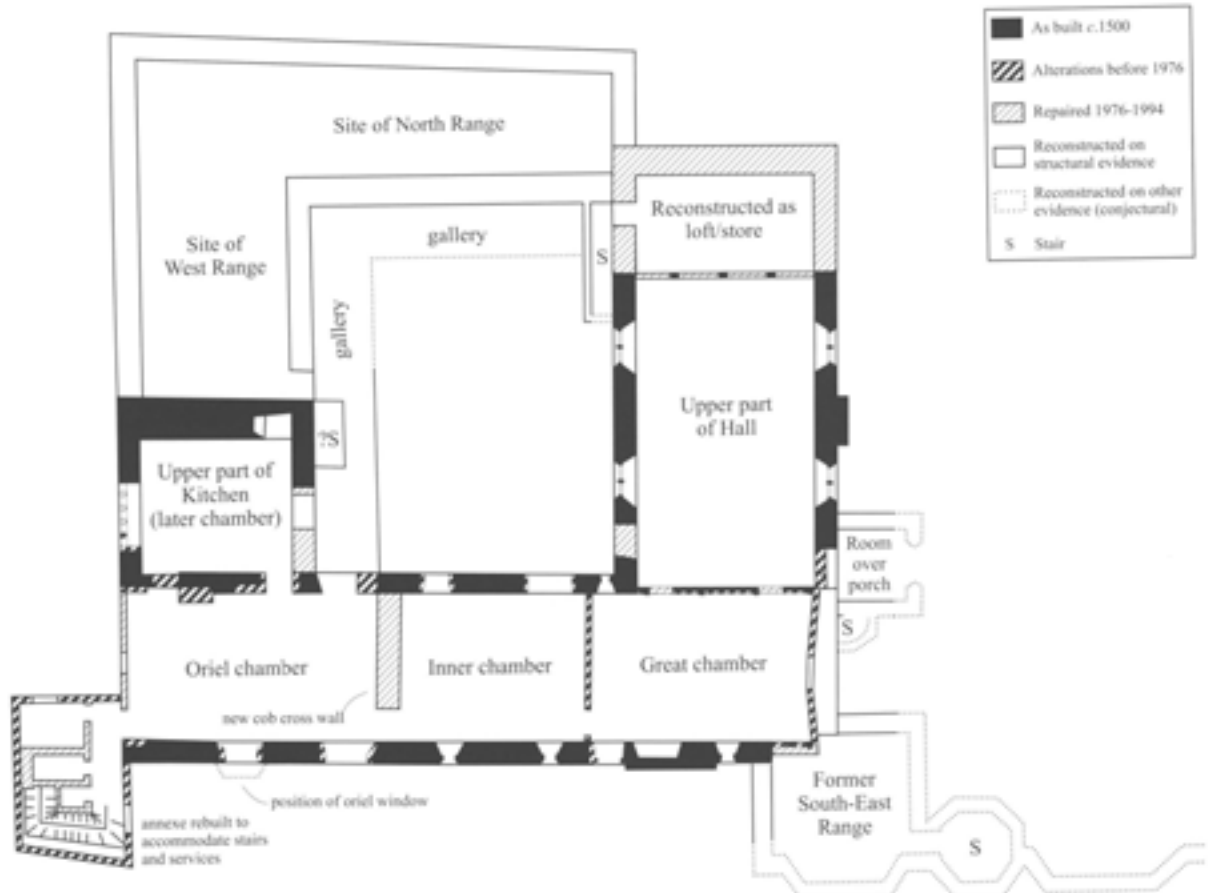 As built c.1500
Alterations before 1976
Repaired 1976-1994
Reconstructed on
structural evidence
Reconstructed on other
evidence (conjectural)
S Stair
Site of North Range
Reconstructed as
loft/store
gallery
S
Site of
West Range
gallery
Upper part
of Hall
?S
Upper part of
Kitchen
(later chamber)
Room
over
porch
S
Oriel chamber
Inner chamber
Great chamber
new cob cross wall
position of oriel window
Former
South-East
Range
annexe rebuilt to
accommodate stairs
and services
S